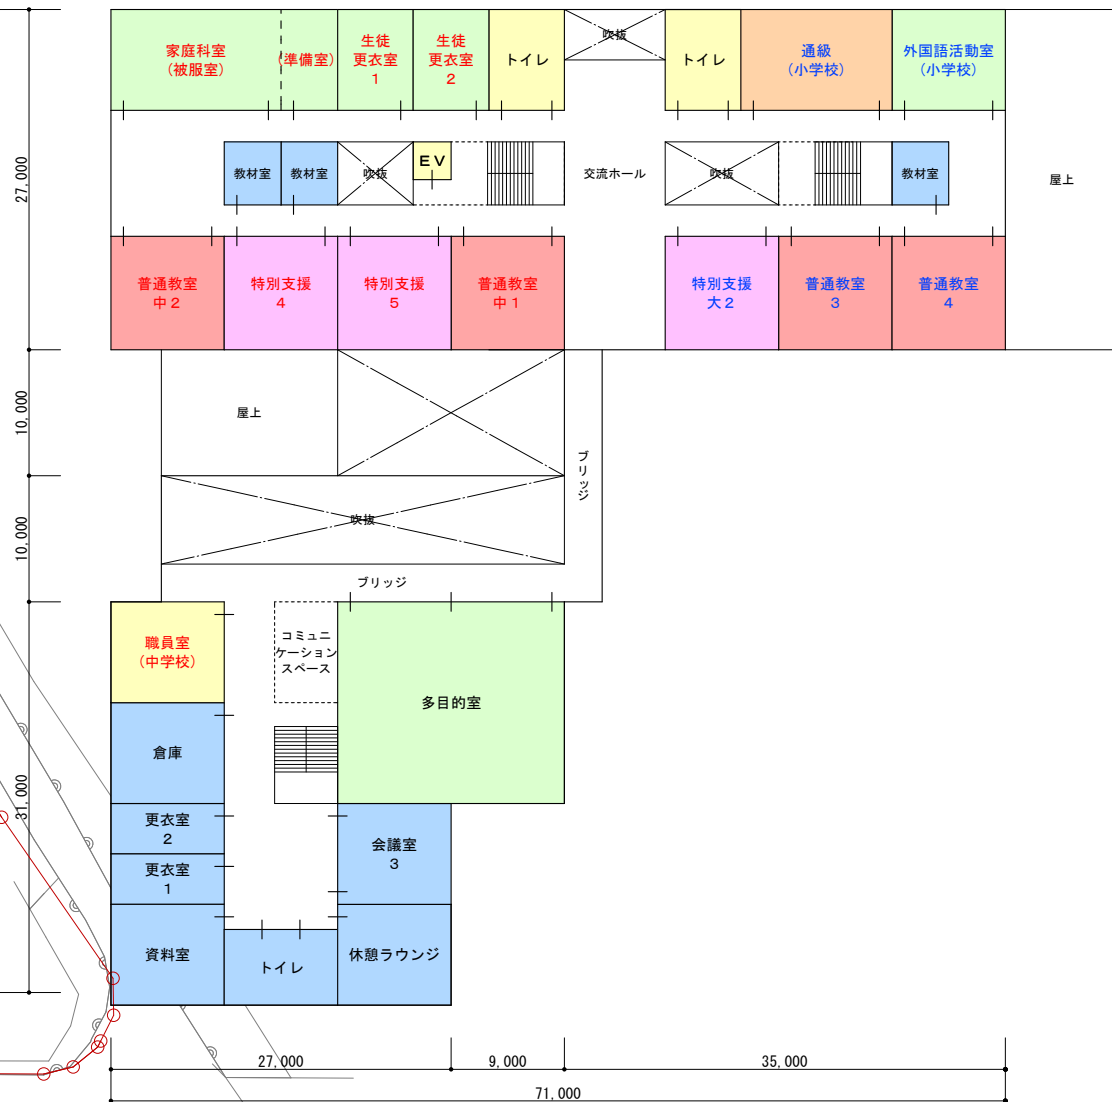 家庭科室
(被服室)
(準備室)
生徒
更衣室
1
生徒
更衣室
2
トイレ
吹抜
トイレ
通級
(小学校)
外国語活動室
(小学校)
27,000
教材室
教材室
吹抜
EV
交流ホール
吹抜
教材室
屋上
普通教室
中2
特別支援
4
特別支援
5
普通教室
中1
特別支援
大2
普通教室
3
普通教室
4
10,000
屋上
ブリッジ
10,000
吹抜
ブリッジ
職員室
(中学校)
コミュニ
ケーション
スペース
多目的室
倉庫
31,000
更衣室
2
会議室
3
更衣室
1
資料室
トイレ
休憩ラウンジ
27,000
9,000
35,000
71,000